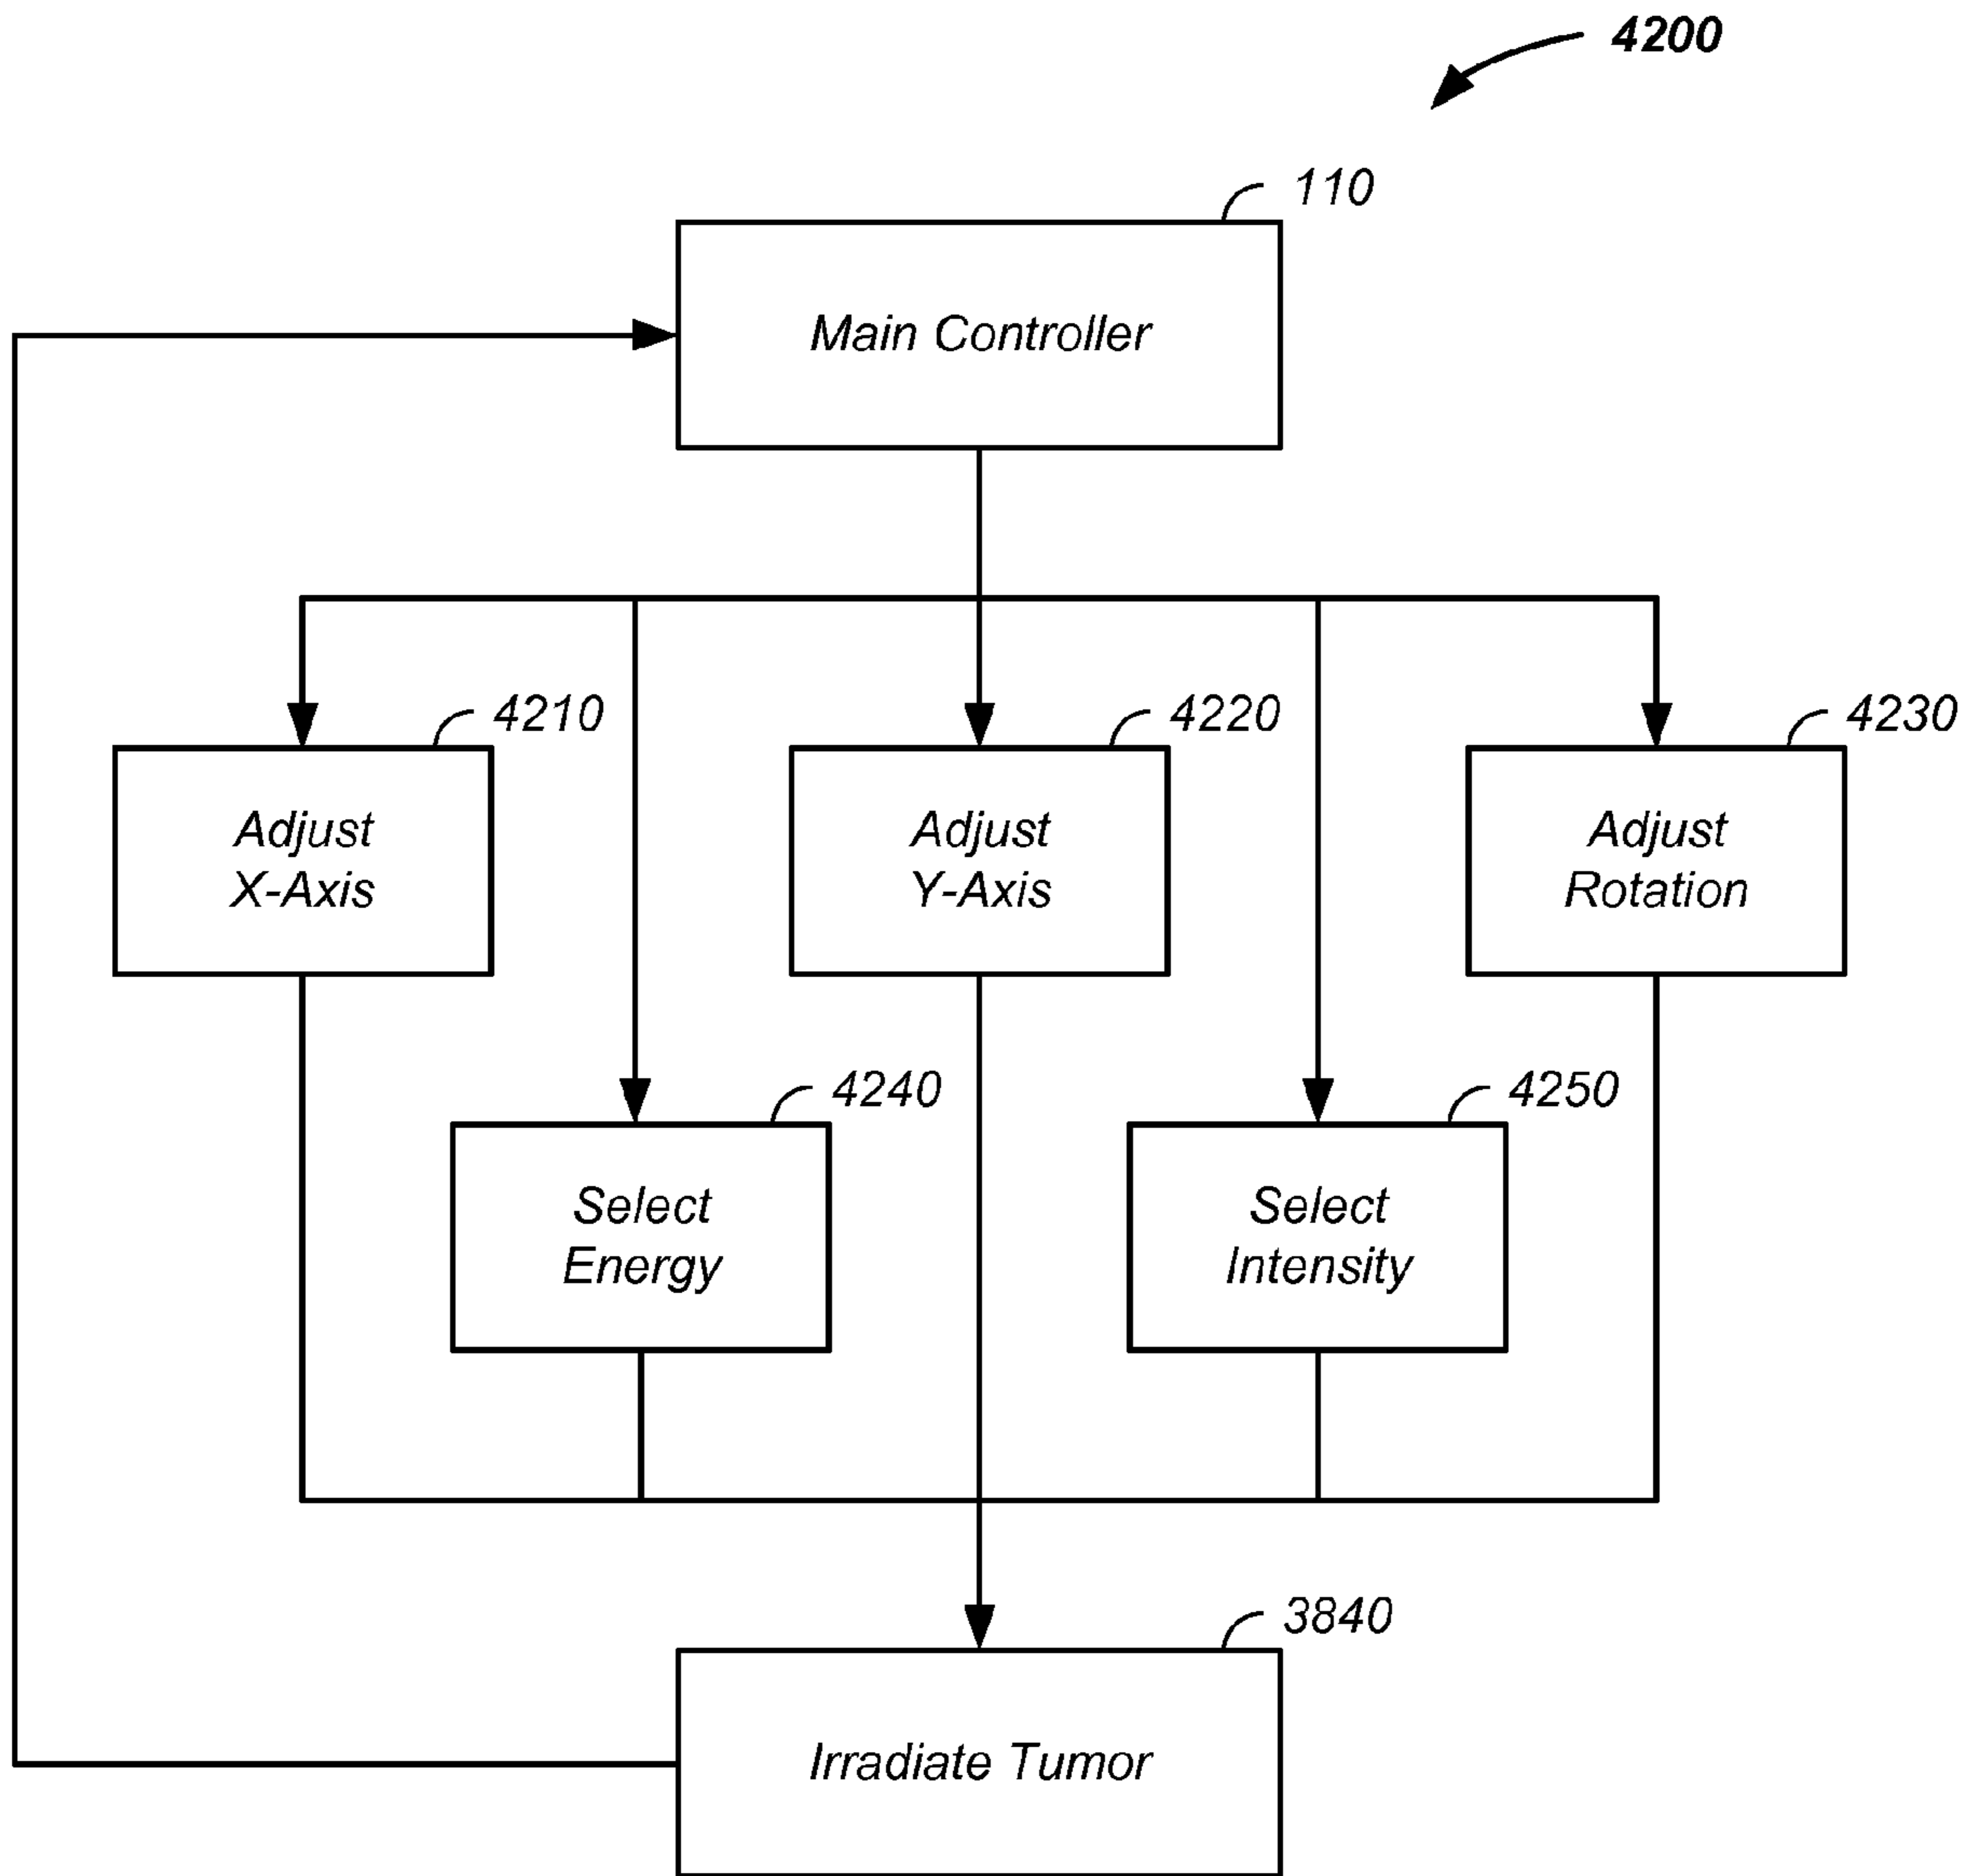 4200
110
Main Controller
4210
4220
4230
Adjust
X-Axis
Adjust
Y-Axis
Adjust
Rotation
4240
4250
Select
Energy
Select
Intensity
3840
Irradiate Tumor